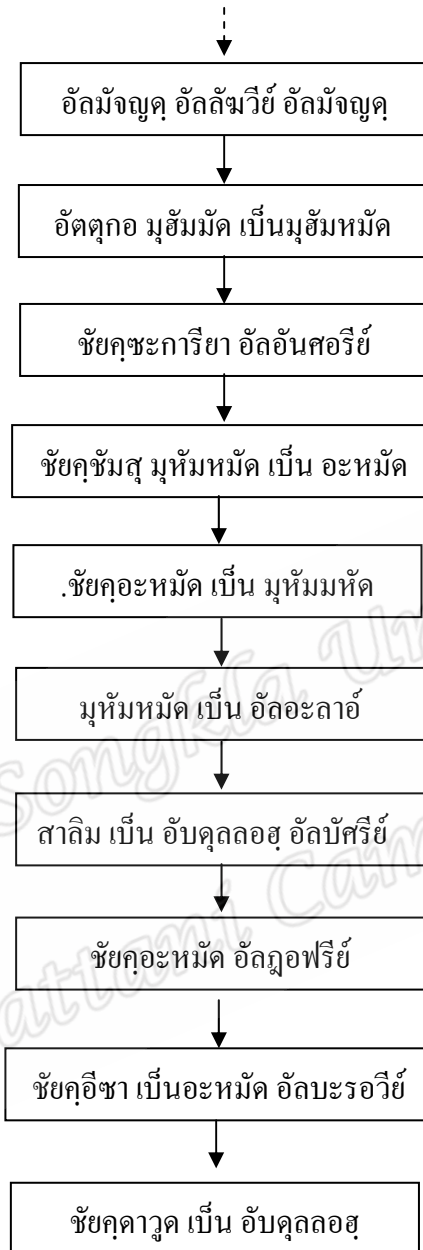 อัลมัจญดฺ อัลลัฆวีย์ อัลมัจญดฺ
อัตตุกอ มุฮัมมัด เบ็นมุฮัมหมัด
ชัยคฺซะการียา อัลอันศอรีย์
ชัยคฺชัมสุ มุหัมหมัด เบ็น อะหมัด
.ชัยคฺอะหมัด เบ็น มุหัมมหัด
มุหัมหมัด เบ็น อัลอะลาอ์
สาลิม เบ็น อับดุลลอฮฺ อัลบัศรีย์
ชัยคฺอะหมัด อัลฎอฟรีย์
ชัยคฺอีซา เบ็นอะหมัด อัลบะรอวีย์
ชัยคฺดาวูด เบ็น อับดุลลอฮฺ
Songkla
attani Cam